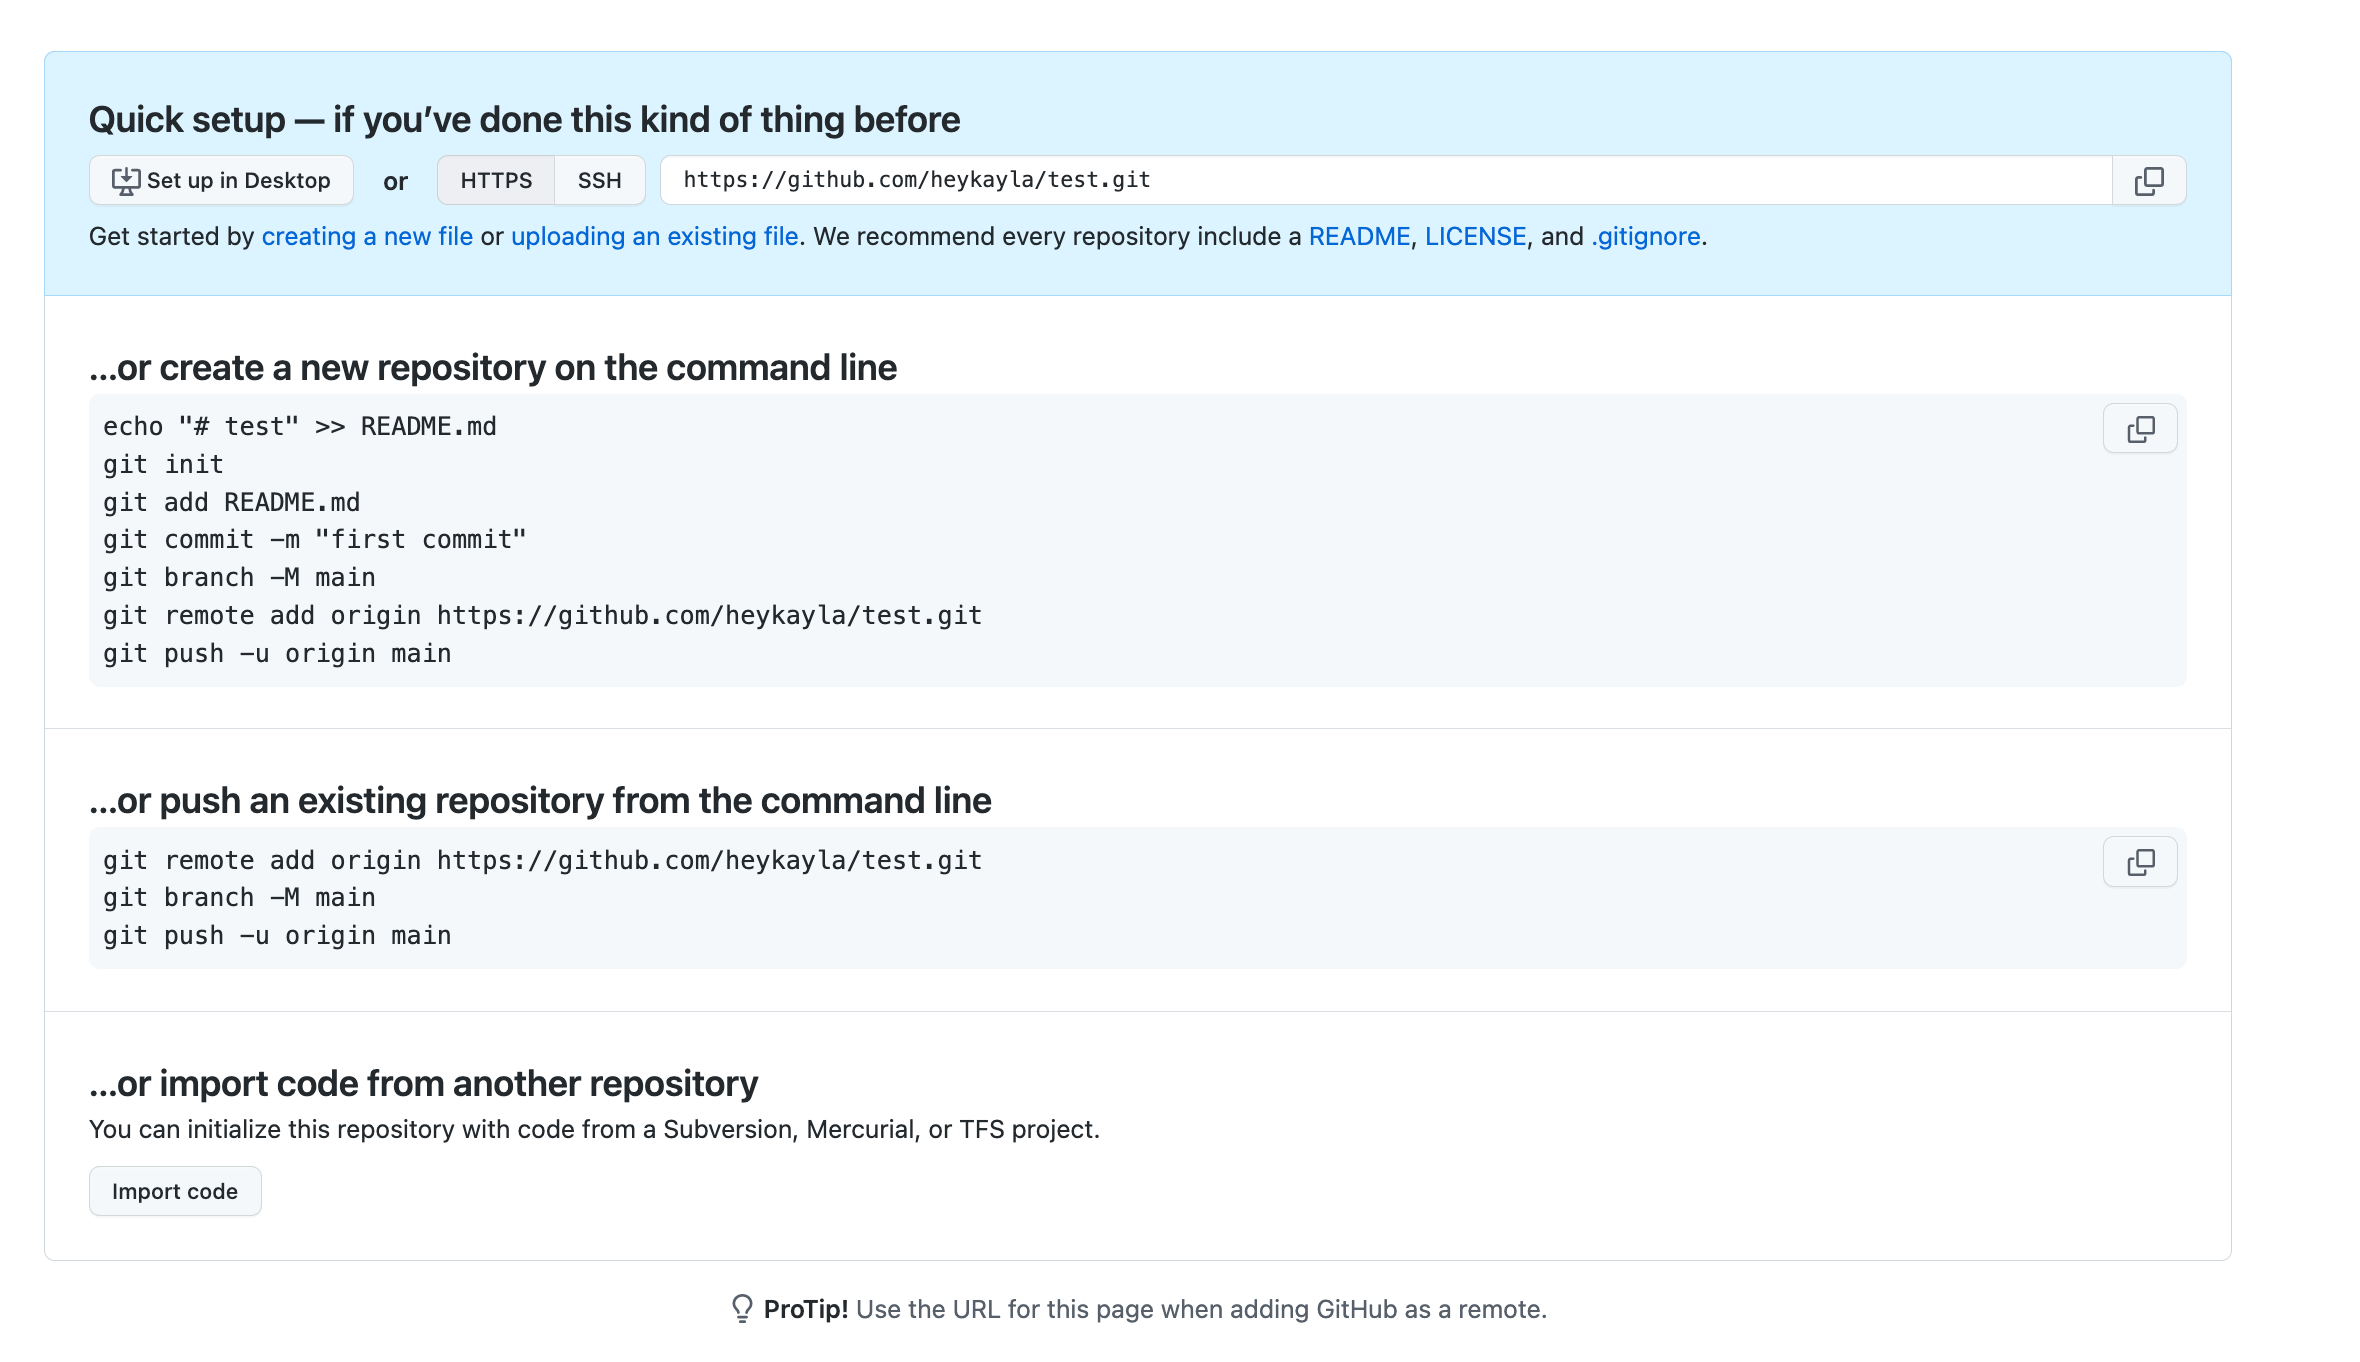 Quick setup — if you’ve done this kind of thing before
Set up in Desktop or HTTPS SSH https://github.com/heykayla/test.git
Get started by creating a new file or uploading an existing file. We recommend every repository include a README, LICENSE, and .gitignore.
…or create a new repository on the command line
echo "# test" >> README.md
git init
git add README.md
git commit -m "first commit"
git branch -M main
git remote add origin https://github.com/heykayla/test.git
git push -u origin main
…or push an existing repository from the command line
git remote add origin https://github.com/heykayla/test.git
git branch -M main
git push -u origin main
…or import code from another repository
You can initialize this repository with code from a Subversion, Mercurial, or TFS project.
Import code
ProTip! Use the URL for this page when adding GitHub as a remote.